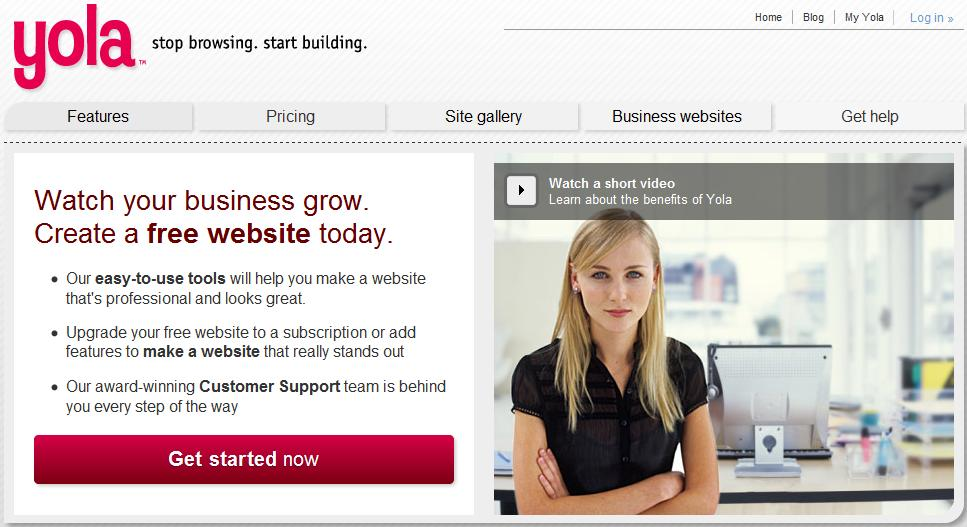 yola™
stop browsing. start building.
Home
Blog
My Yola
Log in »
Features
Pricing
Site gallery
Business websites
Get help
Watch your business grow.
Create a free website today.
• Our easy-to-use tools will help you make a website
that's professional and looks great.
• Upgrade your free website to a subscription or add
features to make a website that really stands out
• Our award-winning Customer Support team is behind
you every step of the way
Get started now
Watch a short video
Learn about the benefits of Yola